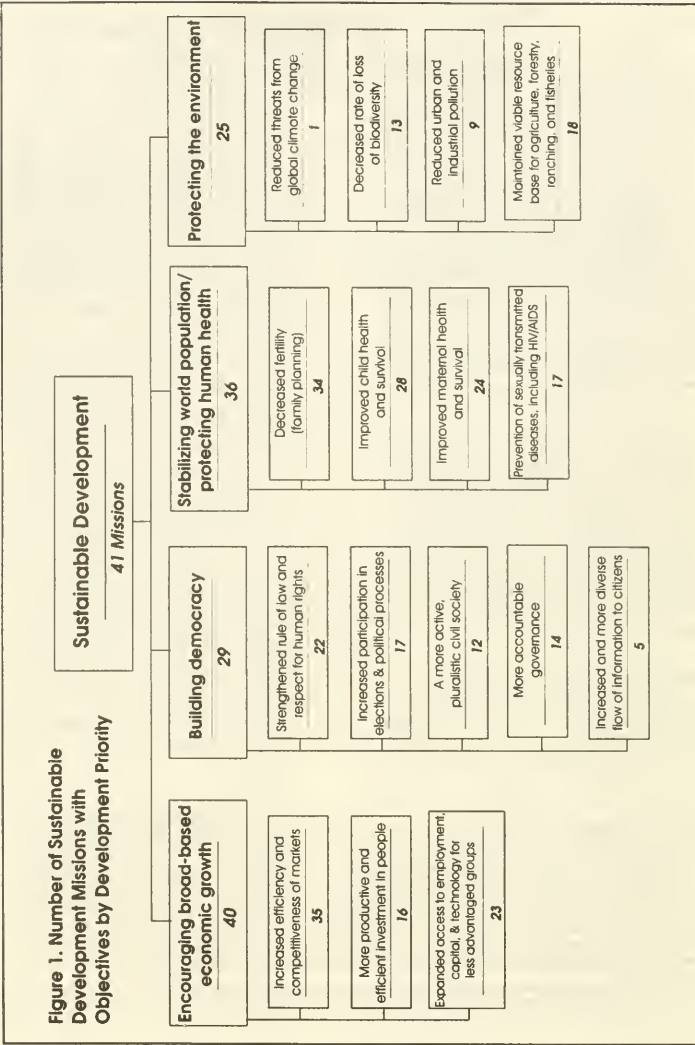 Figure 1. Number of Sustainable
Development Missions with
Objectives by Development Priority
Sustainable Development
41 Missions
Encouraging broad-based
economic growth
40
Increased efficiency and
competitiveness of markets
35
More productive and
efficient investment in people
16
Expanded access to employment,
capital, & technology for
less advantaged groups
23
Building democracy
29
Strengthened rule of law and
respect for human rights
22
Increased participation in
elections & political processes
17
A more active,
pluralistic civil society
12
More accountable
governance
14
Increased and more diverse
flow of information to citizens
5
Stabilizing world population/
protecting human health
36
Decreased fertility
(family planning)
34
Improved child health
and survival
28
Improved maternal health
and survival
24
Prevention of sexually transmitted
diseases, including HIV/AIDS
17
Protecting the environment
25
Reduced threats from
global climate change
1
Decreased rate of loss
of biodiversity
13
Reduced urban and
industrial pollution
9
Maintained viable resource
base for agriculture, forestry,
ranching, and fisheries
18